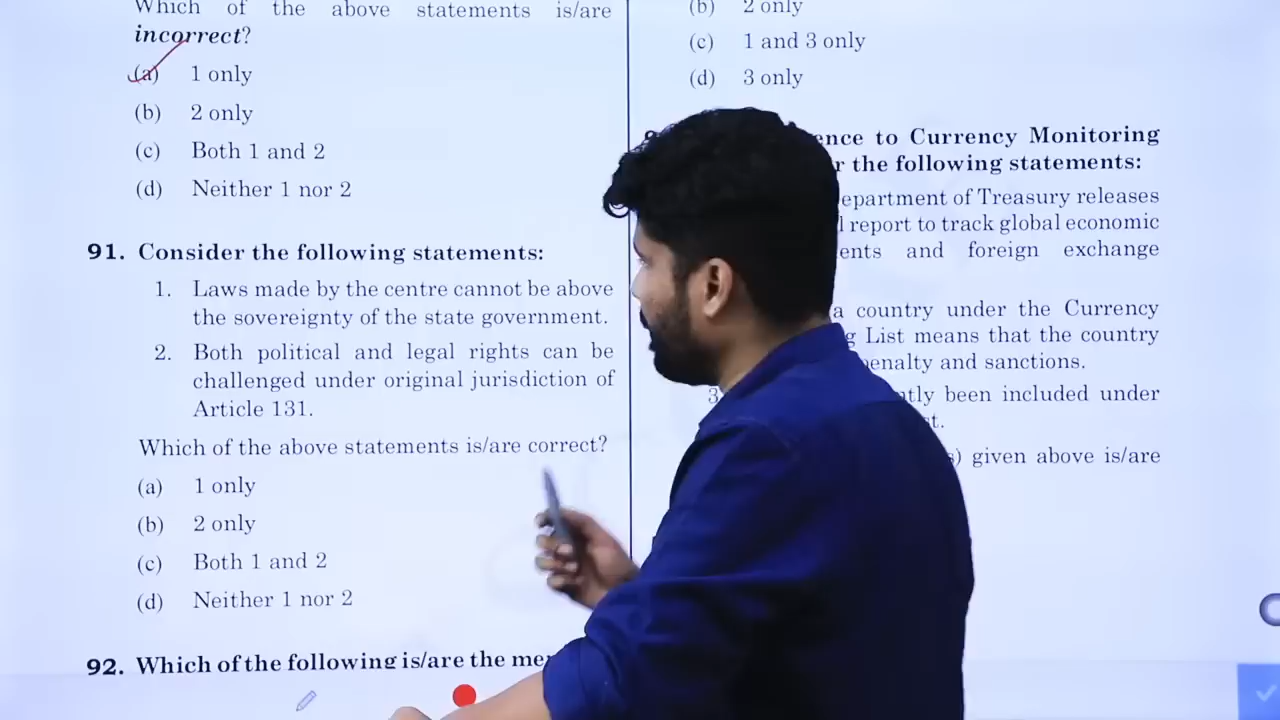 Which of the above statements is/are
incorrect?
(a) 1 only
(b) 2 only
(c) Both 1 and 2
(d) Neither 1 nor 2
91. Consider the following statements:
1. Laws made by the centre cannot be above
the sovereignty of the state government.
2. Both political and legal rights can be
challenged under original jurisdiction of
Article 131.
Which of the above statements is/are correct?
(a) 1 only
(b) 2 only
(c) Both 1 and 2
(d) Neither 1 nor 2
92. Which of the following is/are the
(b) 2 only
(c) 1 and 3 only
(d) 3 only
to Currency Monitoring
the following statements:
of Treasury releases
report to track global economic
and foreign exchange
a country under the Currency
List means that the country
penalty and sanctions.
3
been included under
given above is/are